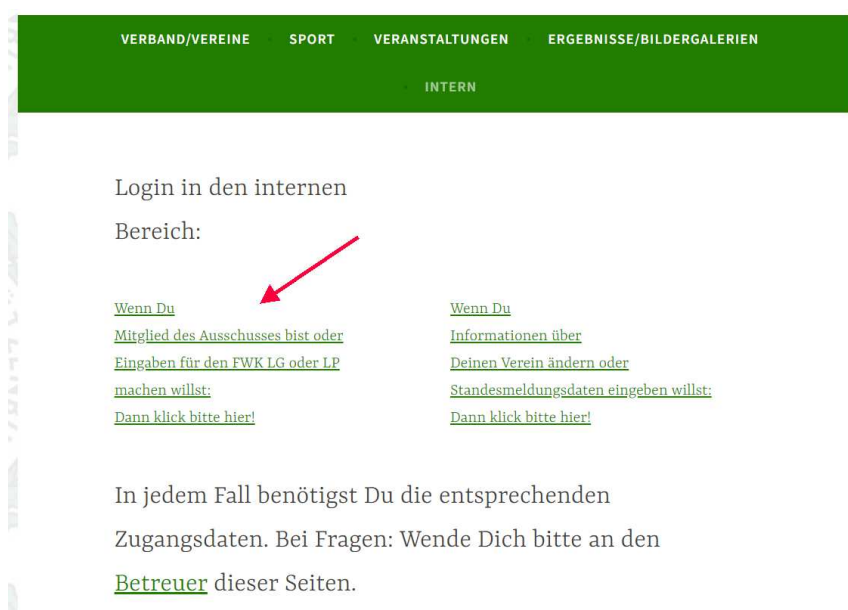 VERBAND/VEREINE SPORT VERANSTALTUNGEN ERGEBNISSE/BILDERGALERIEN
INTERN
Login in den internen
Bereich:
Wenn Du
Mitglied des Ausschusses bist oder
Eingaben für den FWK LG oder LP
machen willst:
Dann klick bitte hier!
Wenn Du
Informationen über
Deinen Verein ändern oder
Standesmeldungsdaten eingeben willst:
Dann klick bitte hier!
In jedem Fall benötigst Du die entsprechenden
Zugangsdaten. Bei Fragen: Wende Dich bitte an den
Betreuer dieser Seiten.